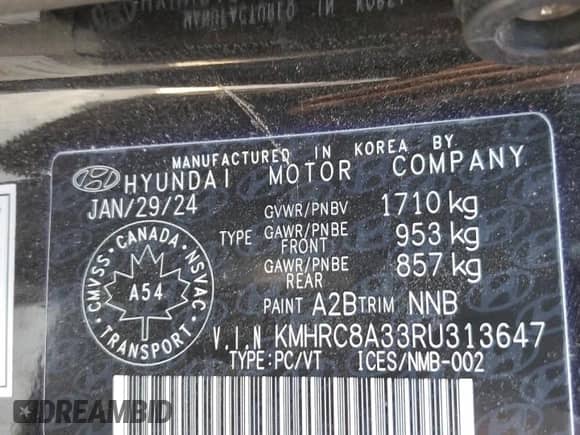 MANUFACTURED IN KOREA BY
HYUNDAI MOTOR COMPANY
JAN/29/24
GVWR/PNBV 1710 kg
TYPE GAWR/PNBE FRONT 953 kg
GAWR/PNBE REAR 857 kg
CMVSS · CANADA · NSVAC
A54
TRANSPORT
PAINT A2B TRIM NNB
V.I.N KMHRC8A33RU313647
TYPE:PC/VT ICES/NMB-002
DREAMBID